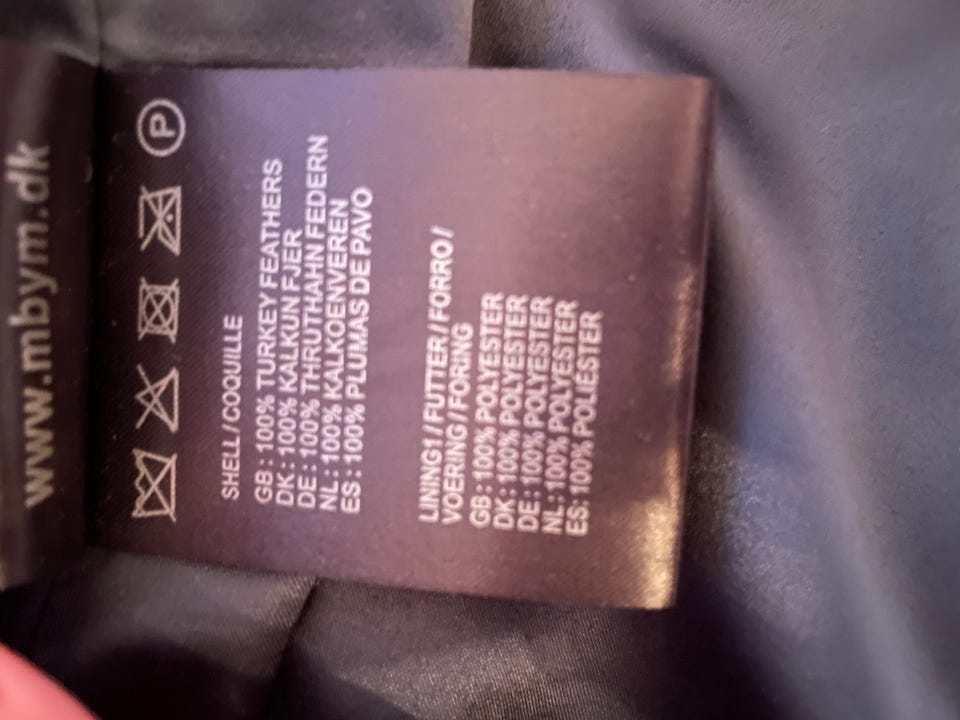 www.mbym.dk
P
SHELL / COQUILLE
GB : 100% TURKEY FEATHERS
DK : 100% KALKUN FJER
DE : 100% THRUTHAHN FEDERN
NL : 100% KALKOENVEREN
ES : 100% PLUMAS DE PAVO
LINING1 / FUTTER / FORRO /
VOERING / FORING
GB : 100% POLYESTER
DK : 100% POLYESTER
DE : 100% POLYESTER
NL : 100% POLYESTER
ES: 100% POLIESTER